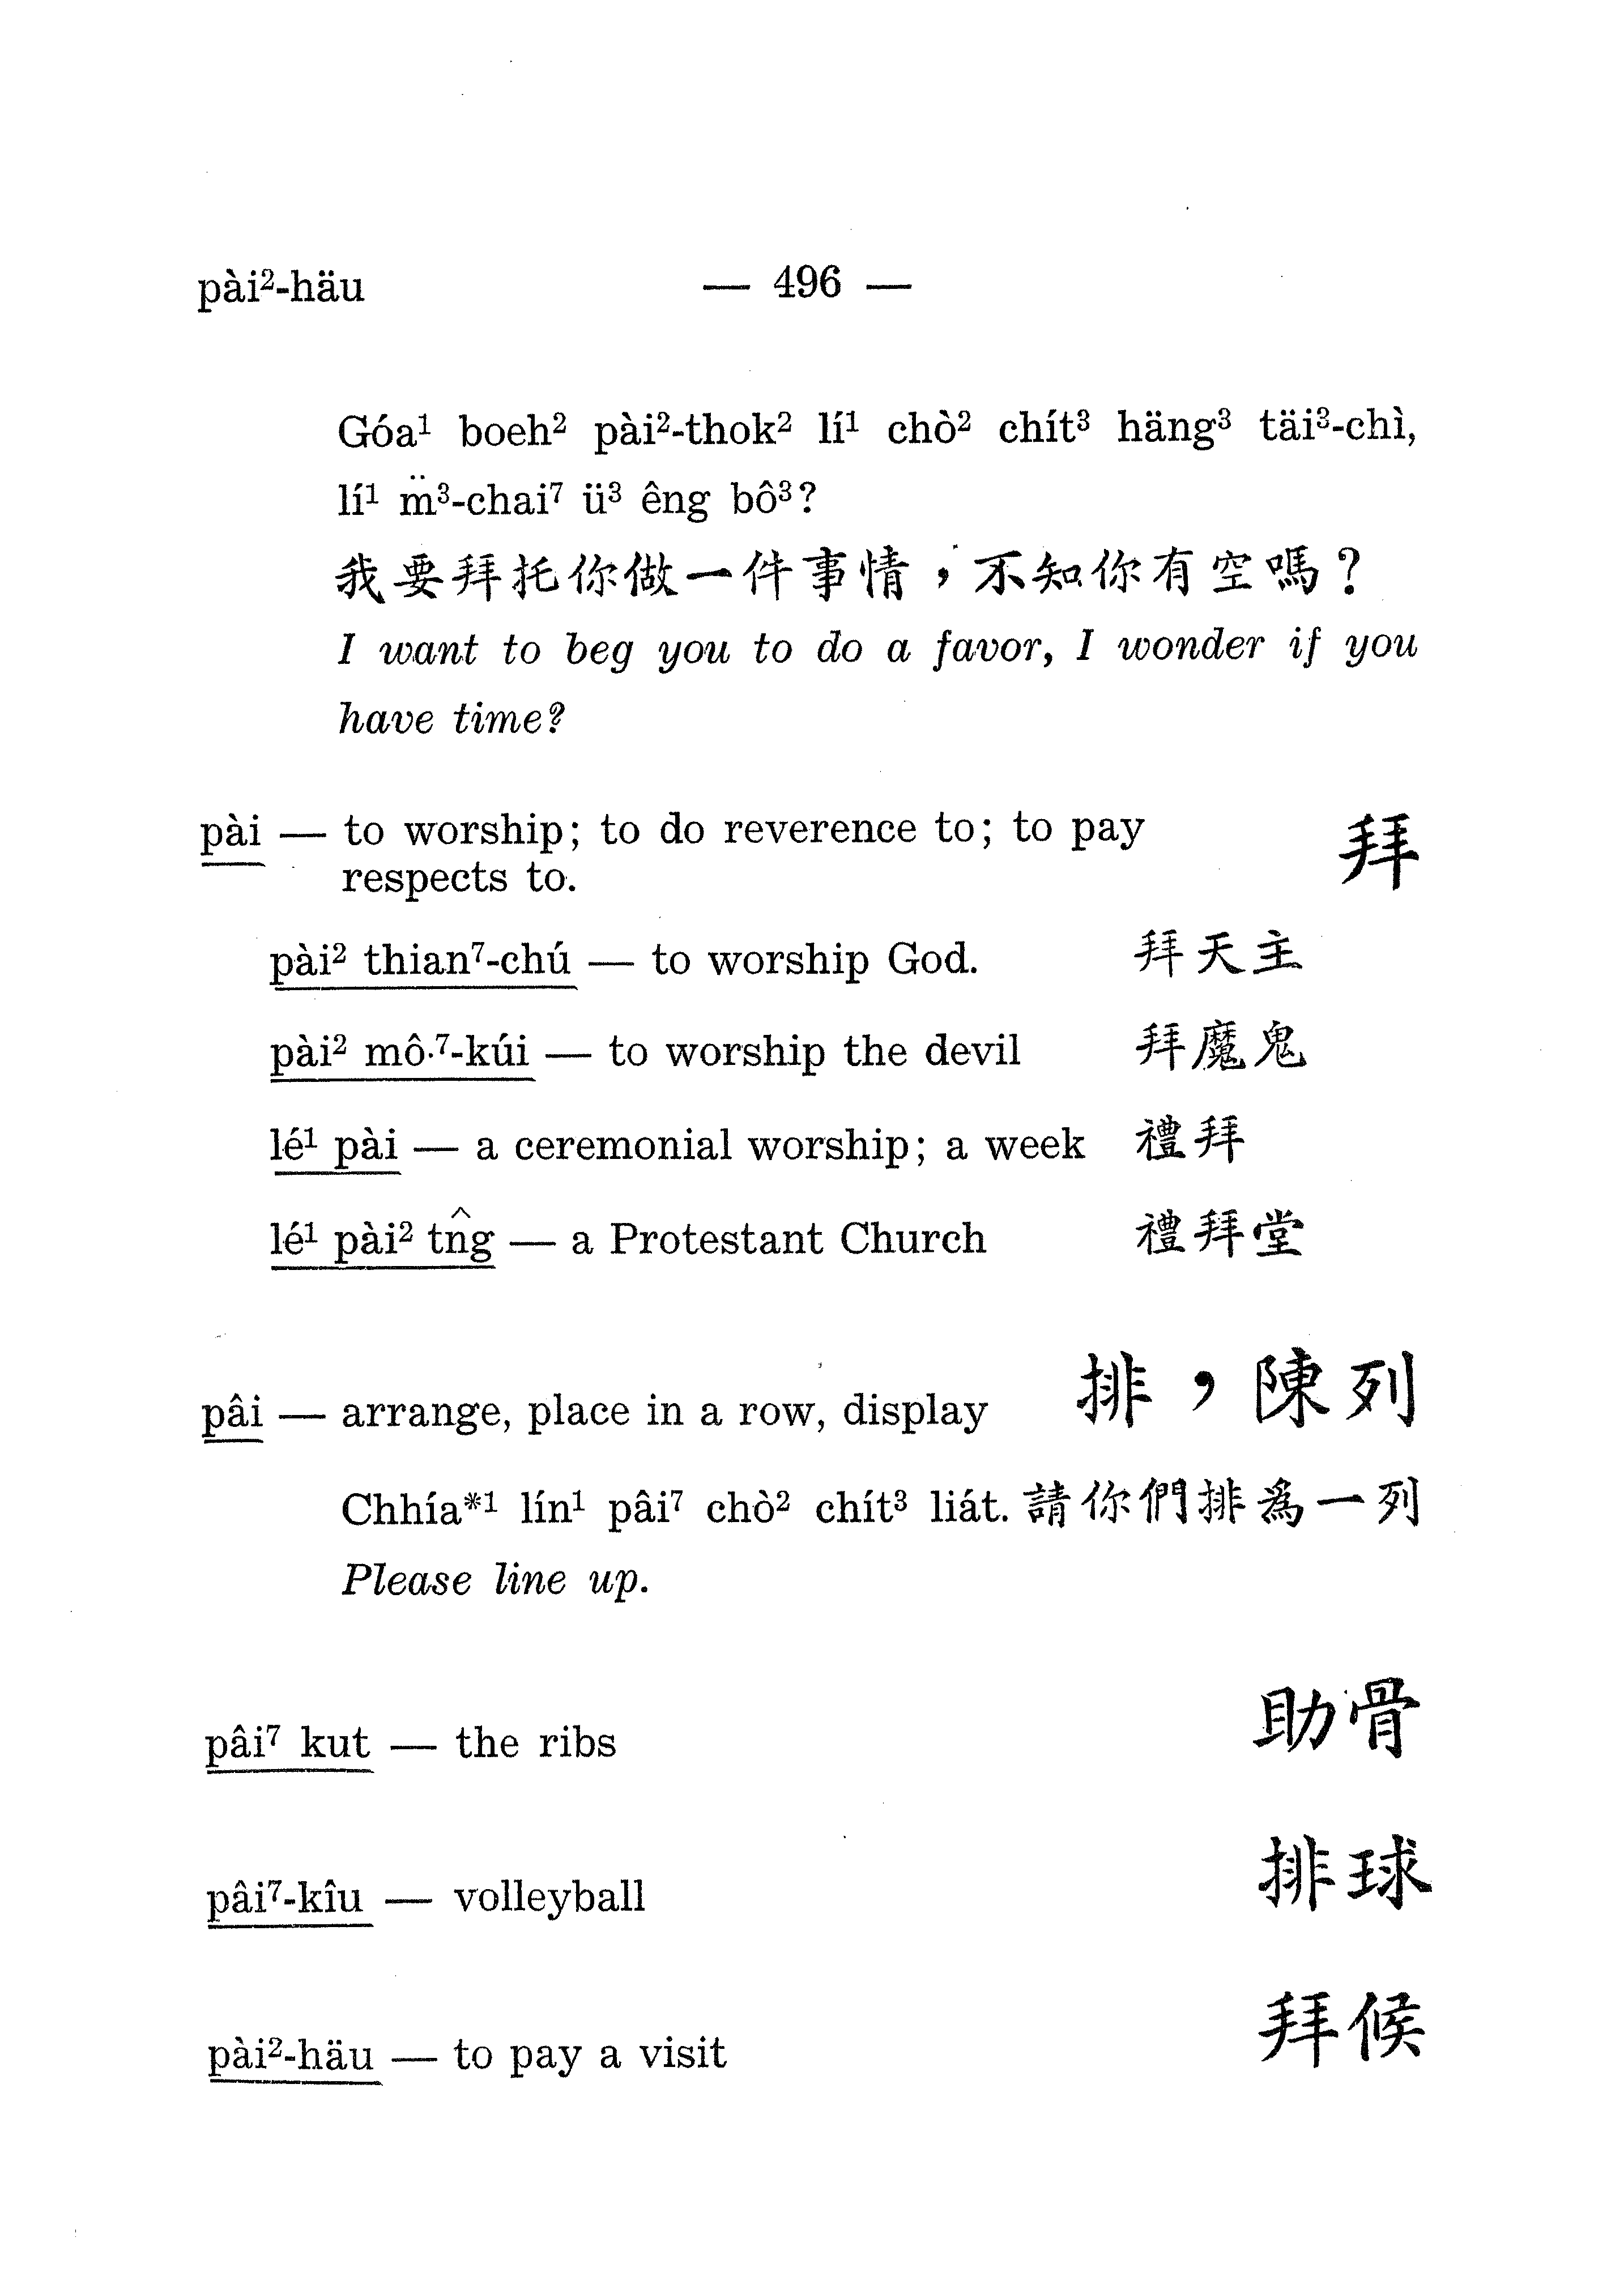 pài²-häu — 496 —
Góa¹ boeh² pài²-thok² lí¹ chò² chít³ häng³ täi³-chì,
lí¹ m̈³-chai⁷ ü³ êng bô³?
我要拜托你做一件事情，不知你有空嗎？
I want to beg you to do a favor, I wonder if you
have time?
pài — to worship; to do reverence to; to pay 拜
respects to.
pài² thian⁷-chú — to worship God. 拜天主
pài² mô·⁷-kúi — to worship the devil 拜魔鬼
lé¹ pài — a ceremonial worship; a week 禮拜
lé¹ pài² tn̂g — a Protestant Church 禮拜堂
pâi — arrange, place in a row, display 排，陳列
Chhía*¹ lín¹ pâi⁷ chò² chít³ liát. 請你們排為一列
Please line up.
pâi⁷ kut — the ribs 助骨
pâi⁷-kîu — volleyball 排球
pài²-häu — to pay a visit 拜候